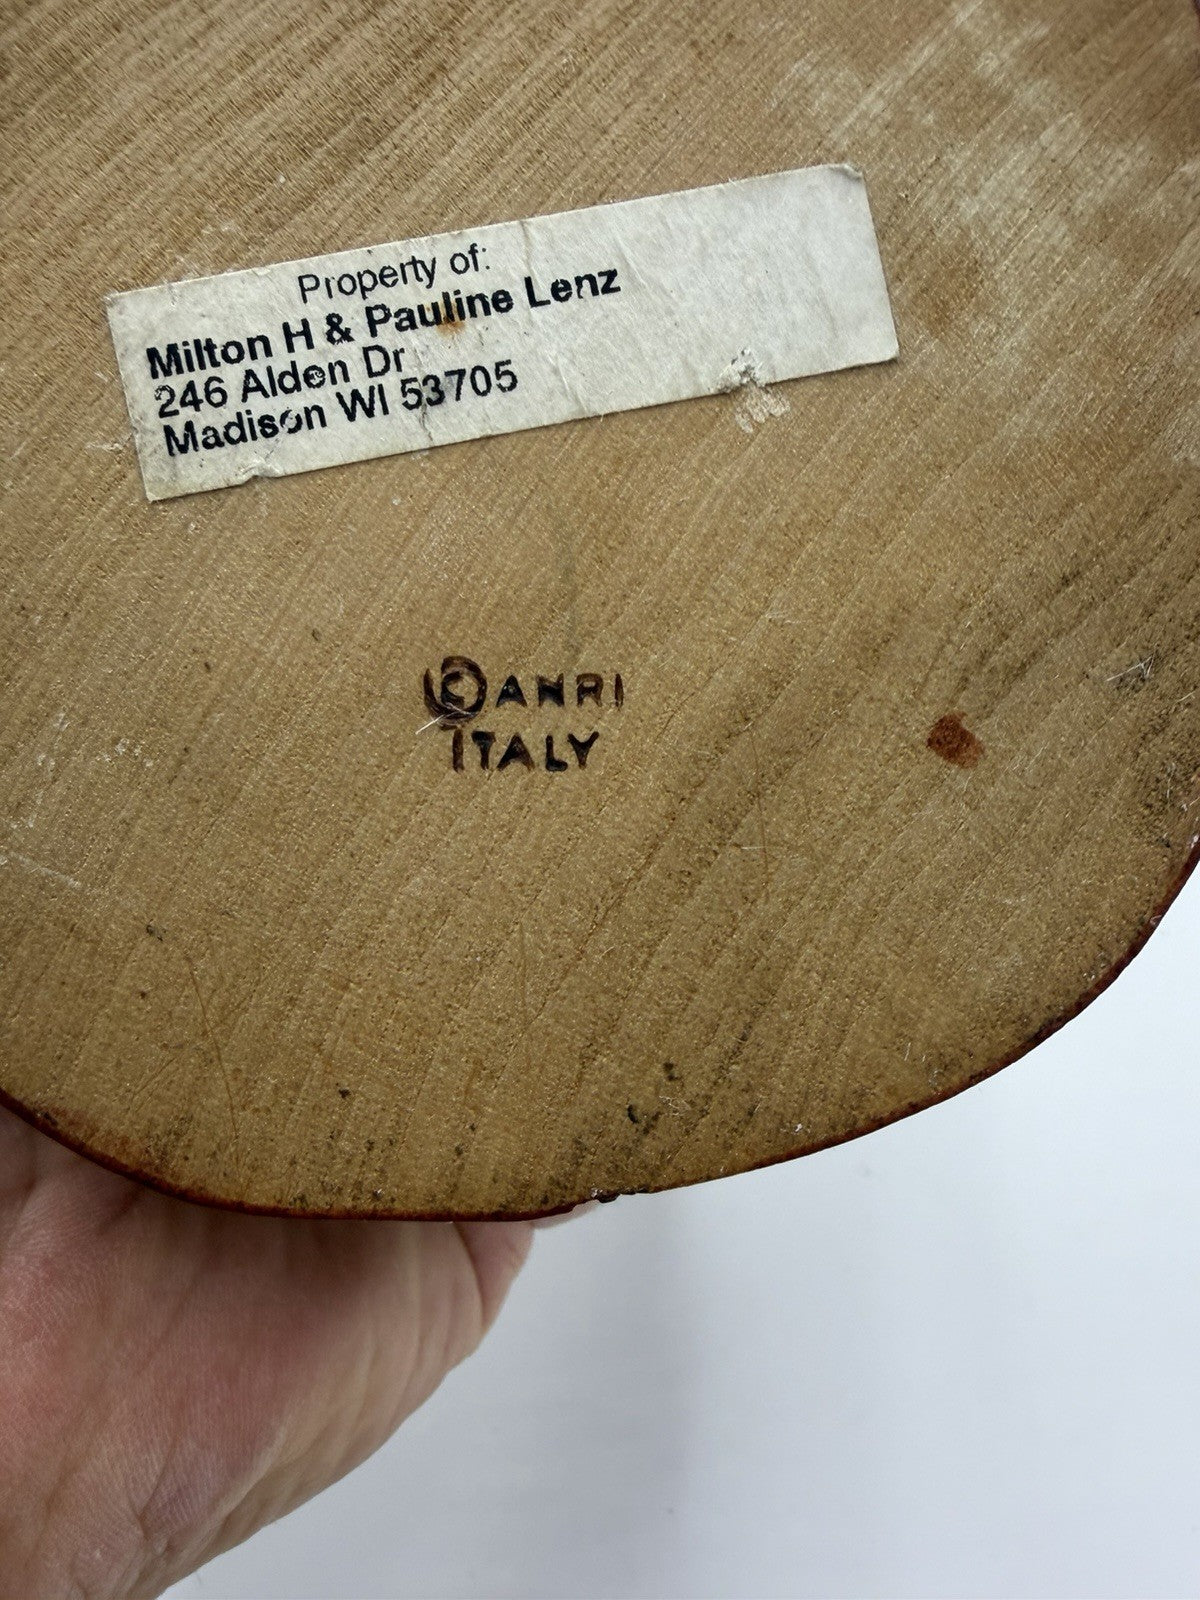 Property of:
Milton H & Pauline Lenz
246 Alden Dr
Madison WI 53705
© ANRI
ITALY